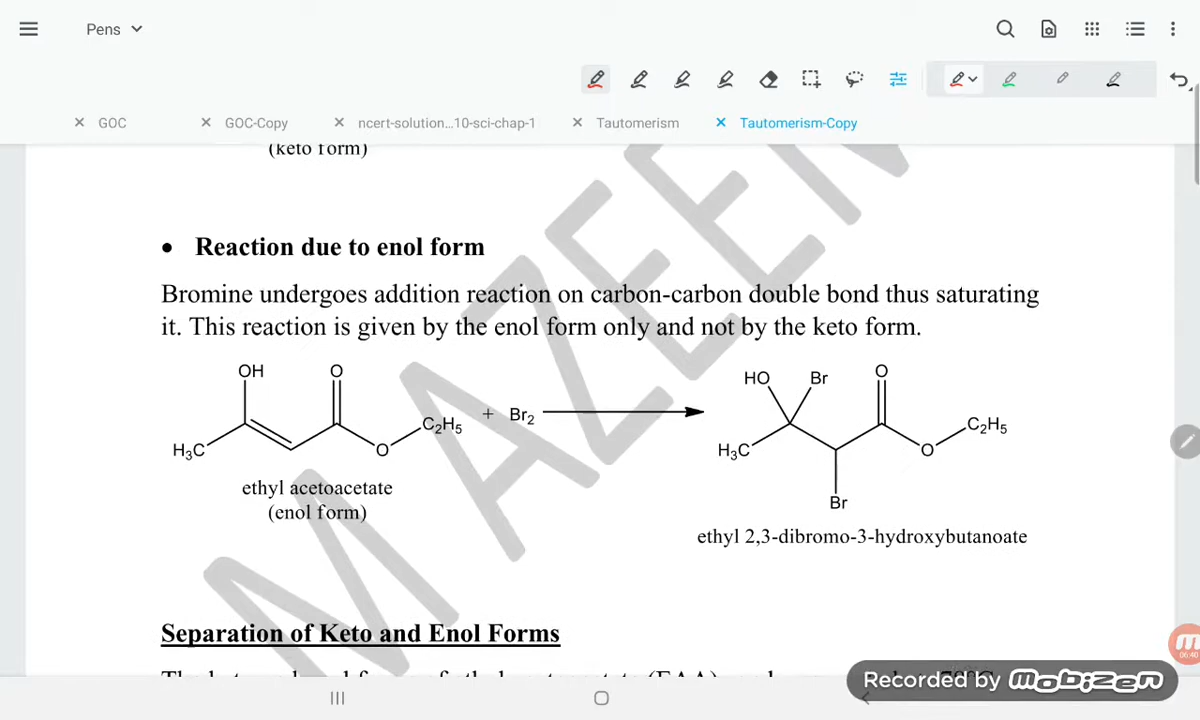 Pens
GOC
GOC-Copy
ncert-solution...10-sci-chap-1
Tautomerism
Tautomerism-Copy
(keto form)
• Reaction due to enol form
Bromine undergoes addition reaction on carbon-carbon double bond thus saturating
it. This reaction is given by the enol form only and not by the keto form.
OH O
H3C O C2H5
+ Br2
HO Br O
H3C O C2H5
Br
ethyl acetoacetate
(enol form)
ethyl 2,3-dibromo-3-hydroxybutanoate
Separation of Keto and Enol Forms
MAZEEM
06:40
Recorded by mobizen